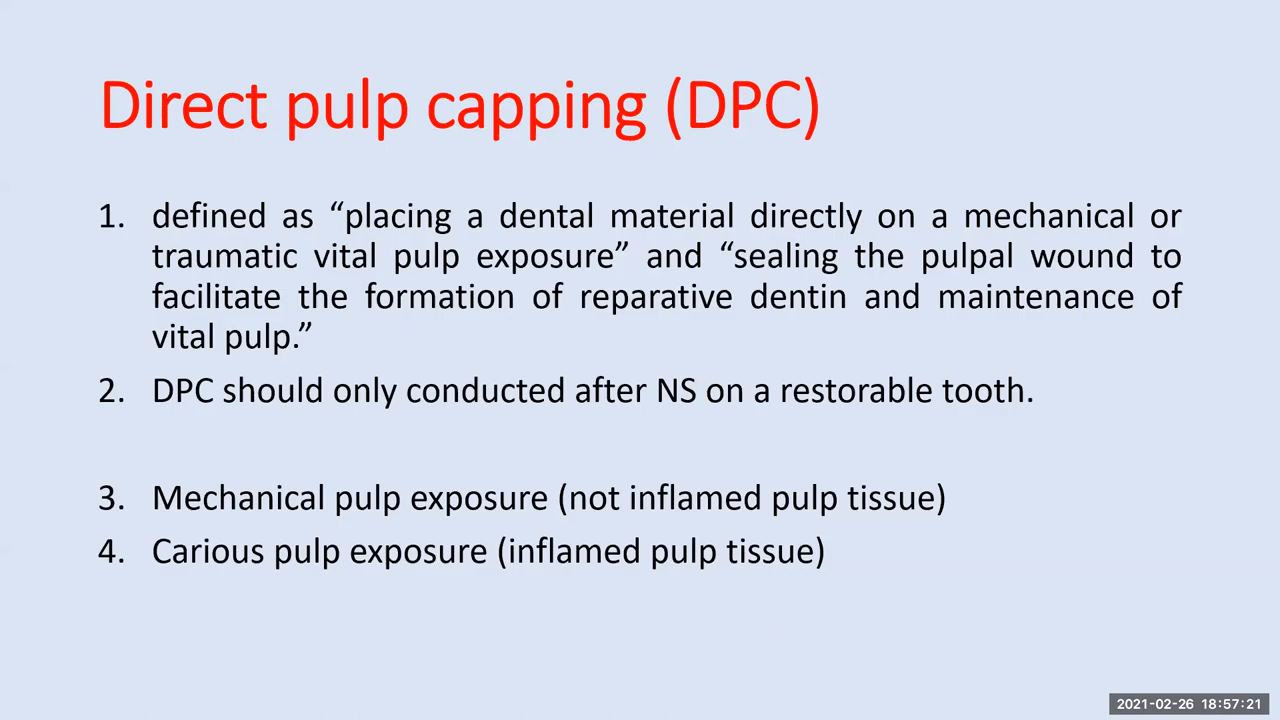 Direct pulp capping (DPC)
1. defined as “placing a dental material directly on a mechanical or
traumatic vital pulp exposure” and “sealing the pulpal wound to
facilitate the formation of reparative dentin and maintenance of
vital pulp.”
2. DPC should only conducted after NS on a restorable tooth.
3. Mechanical pulp exposure (not inflamed pulp tissue)
4. Carious pulp exposure (inflamed pulp tissue)
2021-02-26 18:57:21